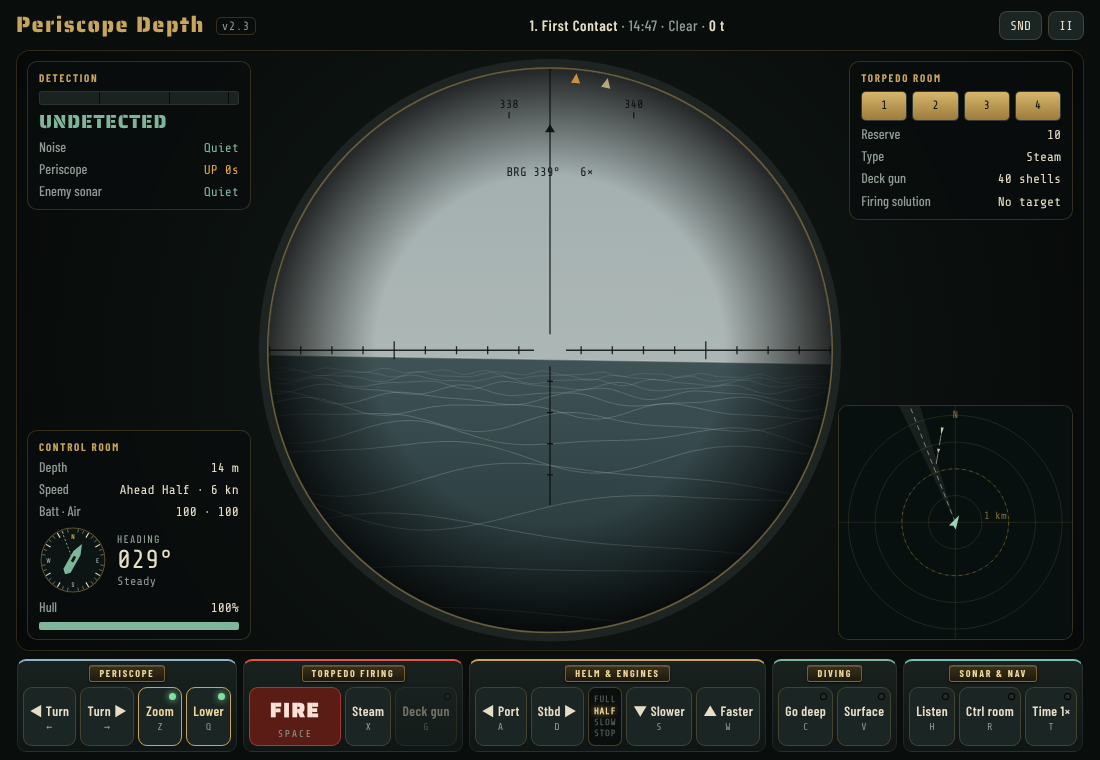 Periscope Depth v2.3
1. First Contact · 14:47 · Clear · 0 t
SND II
DETECTION
UNDETECTED
Noise Quiet
Periscope UP 0s
Enemy sonar Quiet
338 340
BRG 339° 6×
TORPEDO ROOM
1 2 3 4
Reserve 10
Type Steam
Deck gun 40 shells
Firing solution No target
CONTROL ROOM
Depth 14 m
Speed Ahead Half · 6 kn
Batt · Air 100 · 100
N
W E
S
HEADING
029°
Steady
Hull 100%
N
1 km
PERISCOPE
◀ Turn ←
Turn ▶ →
Zoom Z
Lower Q
TORPEDO FIRING
FIRE SPACE
Steam X
Deck gun G
HELM & ENGINES
◀ Port A
Stbd ▶ D
FULL
HALF
SLOW
STOP
▼ Slower S
▲ Faster W
DIVING
Go deep C
Surface V
SONAR & NAV
Listen H
Ctrl room R
Time 1× T